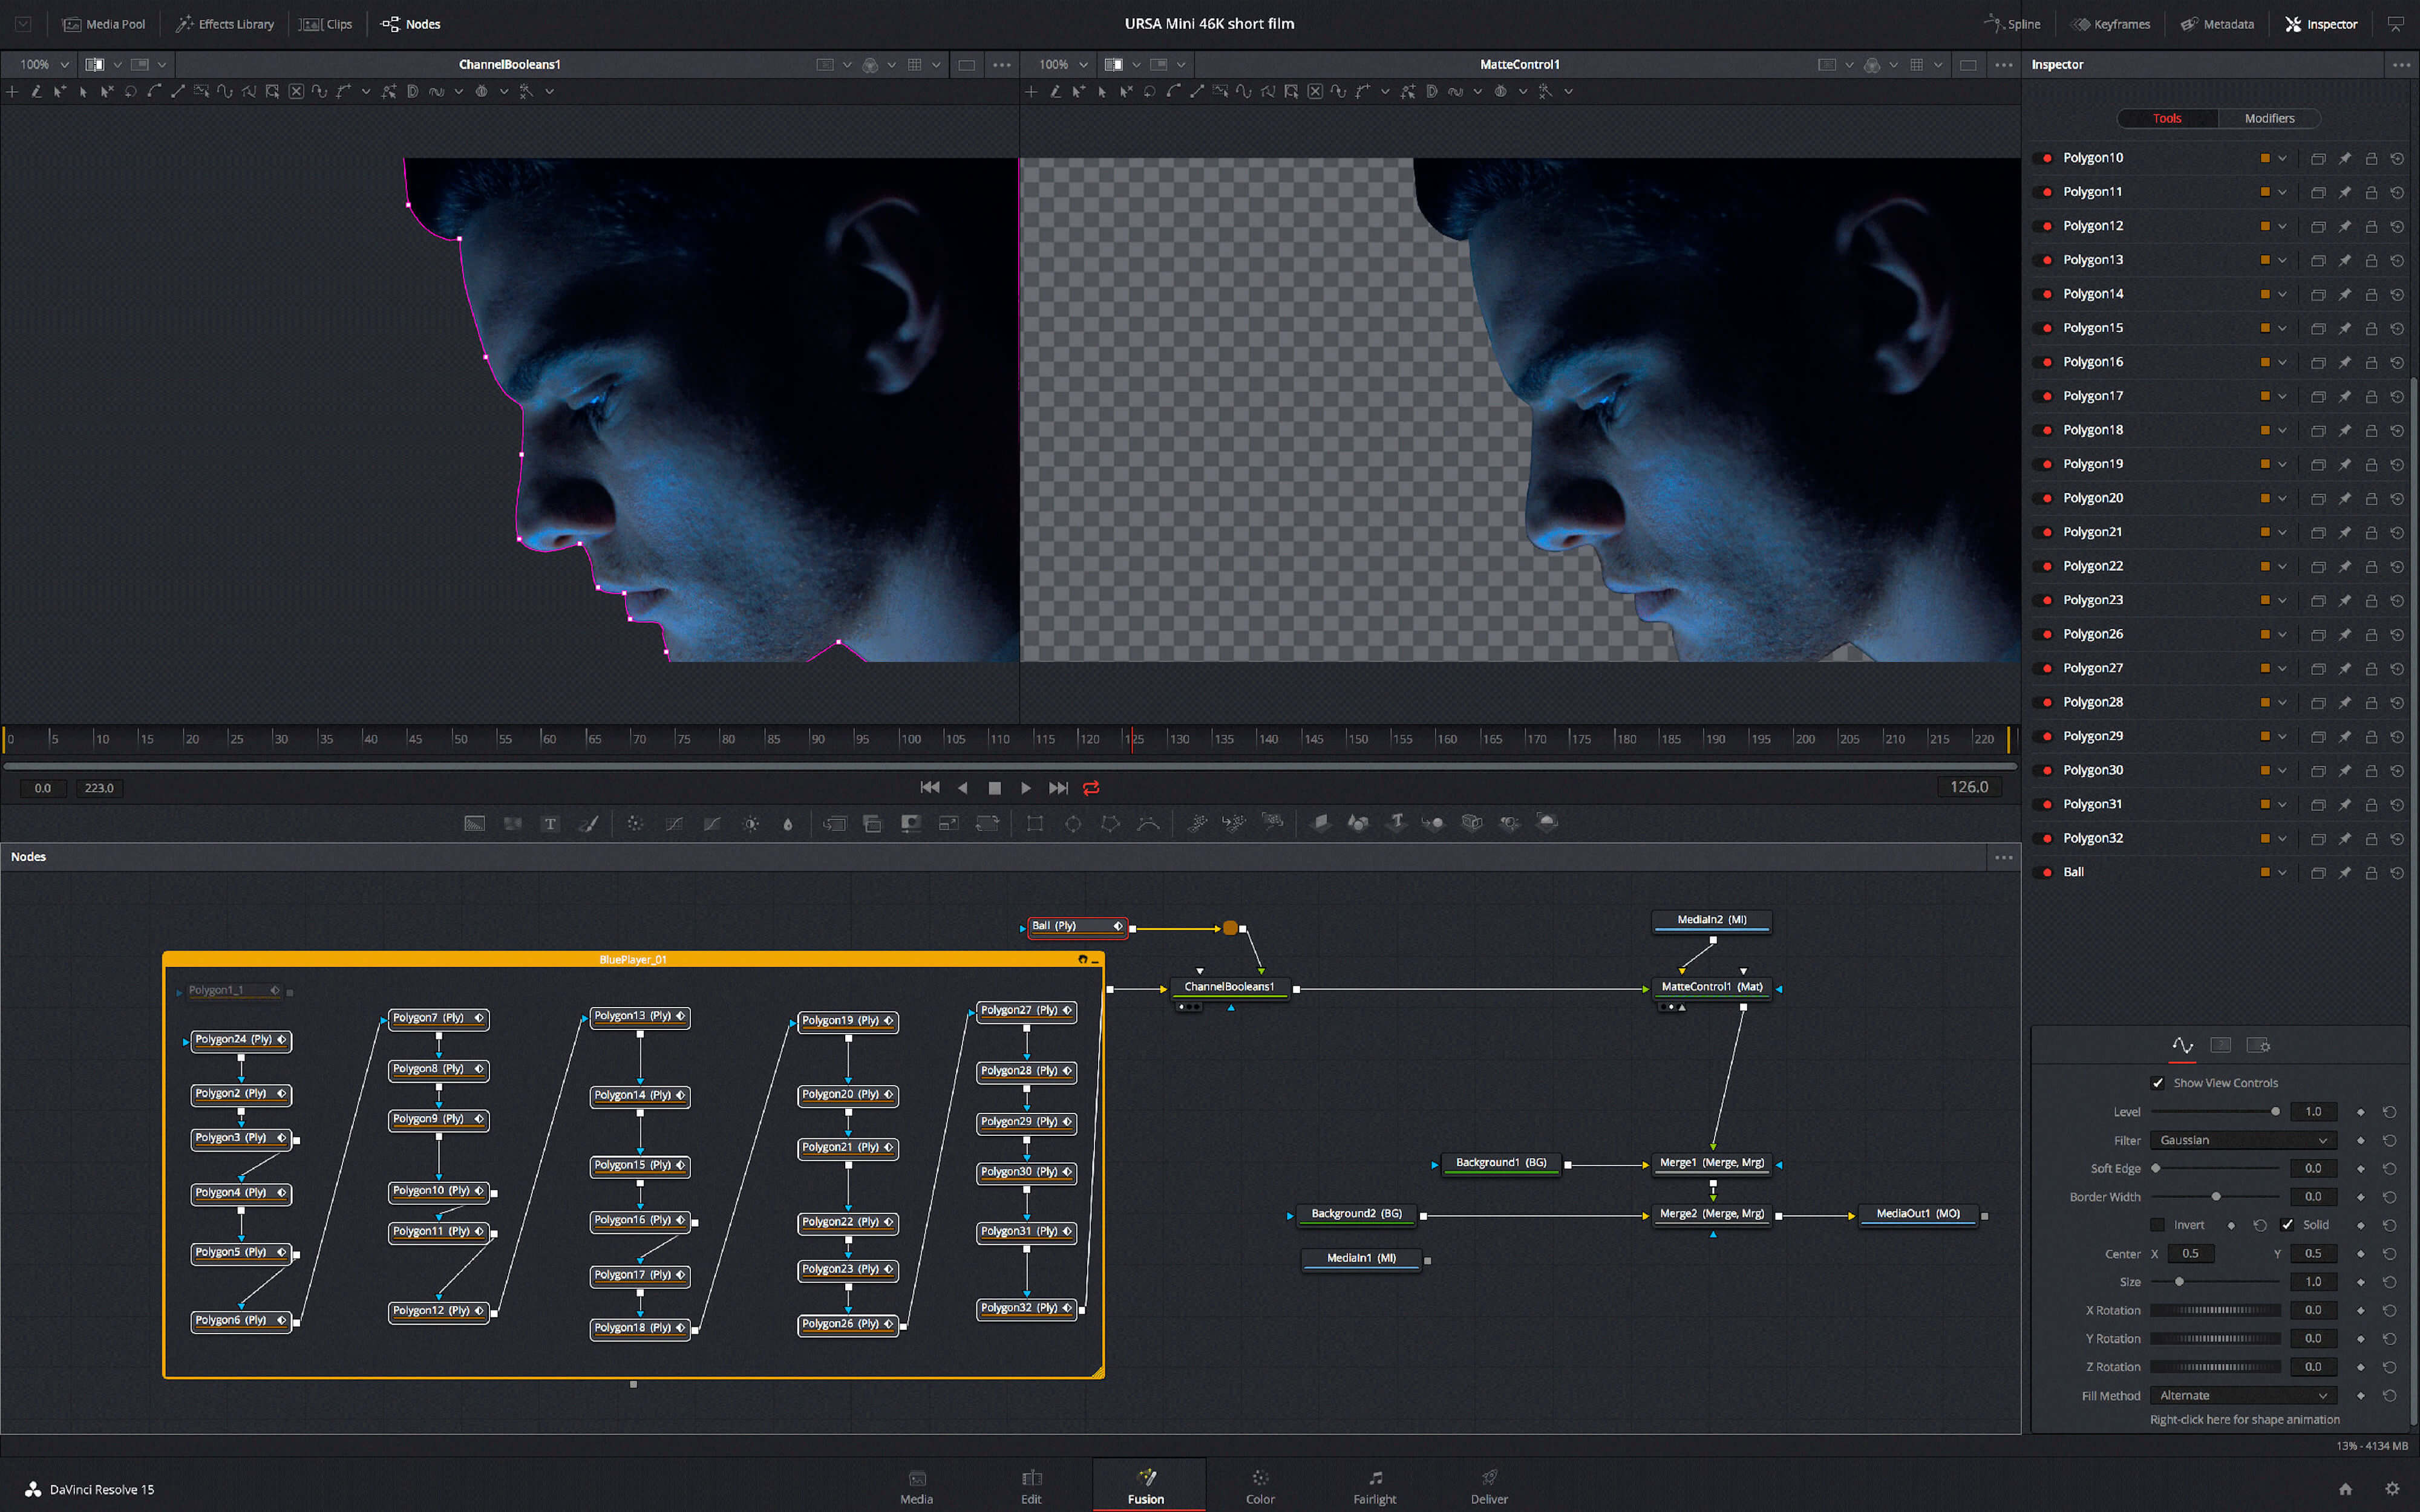 Media Pool Effects Library Clips Nodes URSA Mini 46K short film Spline Keyframes Metadata Inspector
100% ChannelBooleans1
100% MatteControl1
Inspector
Tools Modifiers
Polygon10
Polygon11
Polygon12
Polygon13
Polygon14
Polygon15
Polygon16
Polygon17
Polygon18
Polygon19
Polygon20
Polygon21
Polygon22
Polygon23
Polygon26
Polygon27
Polygon28
Polygon29
Polygon30
Polygon31
Polygon32
Ball
0 5 10 15 20 25 30 35 40 45 50 55 60 65 70 75 80 85 90 95 100 105 110 115 120 125 130 135 140 145 150 155 160 165 170 175 180 185 190 195 200 205 210 215 220
0.0 223.0 126.0
Nodes
BluePlayer_01
Polygon1_1
Polygon24 (Ply)
Polygon2 (Ply)
Polygon3 (Ply)
Polygon4 (Ply)
Polygon5 (Ply)
Polygon6 (Ply)
Polygon7 (Ply)
Polygon8 (Ply)
Polygon9 (Ply)
Polygon10 (Ply)
Polygon11 (Ply)
Polygon12 (Ply)
Polygon13 (Ply)
Polygon14 (Ply)
Polygon15 (Ply)
Polygon16 (Ply)
Polygon17 (Ply)
Polygon18 (Ply)
Polygon19 (Ply)
Polygon20 (Ply)
Polygon21 (Ply)
Polygon22 (Ply)
Polygon23 (Ply)
Polygon26 (Ply)
Polygon27 (Ply)
Polygon28 (Ply)
Polygon29 (Ply)
Polygon30 (Ply)
Polygon31 (Ply)
Polygon32 (Ply)
Ball (Ply)
ChannelBooleans1
MediaIn2 (MI)
MatteControl1 (Mat)
Background1 (BG)
Merge1 (Merge, Mrg)
Background2 (BG)
Merge2 (Merge, Mrg)
MediaOut1 (MO)
MediaIn1 (MI)
Show View Controls
Level 1.0
Filter Gaussian
Soft Edge 0.0
Border Width 0.0
Invert Solid
Center X 0.5 Y 0.5
Size 1.0
X Rotation 0.0
Y Rotation 0.0
Z Rotation 0.0
Fill Method Alternate
Right-click here for shape animation
13% - 4134 MB
DaVinci Resolve 15
Media Edit Fusion Color Fairlight Deliver